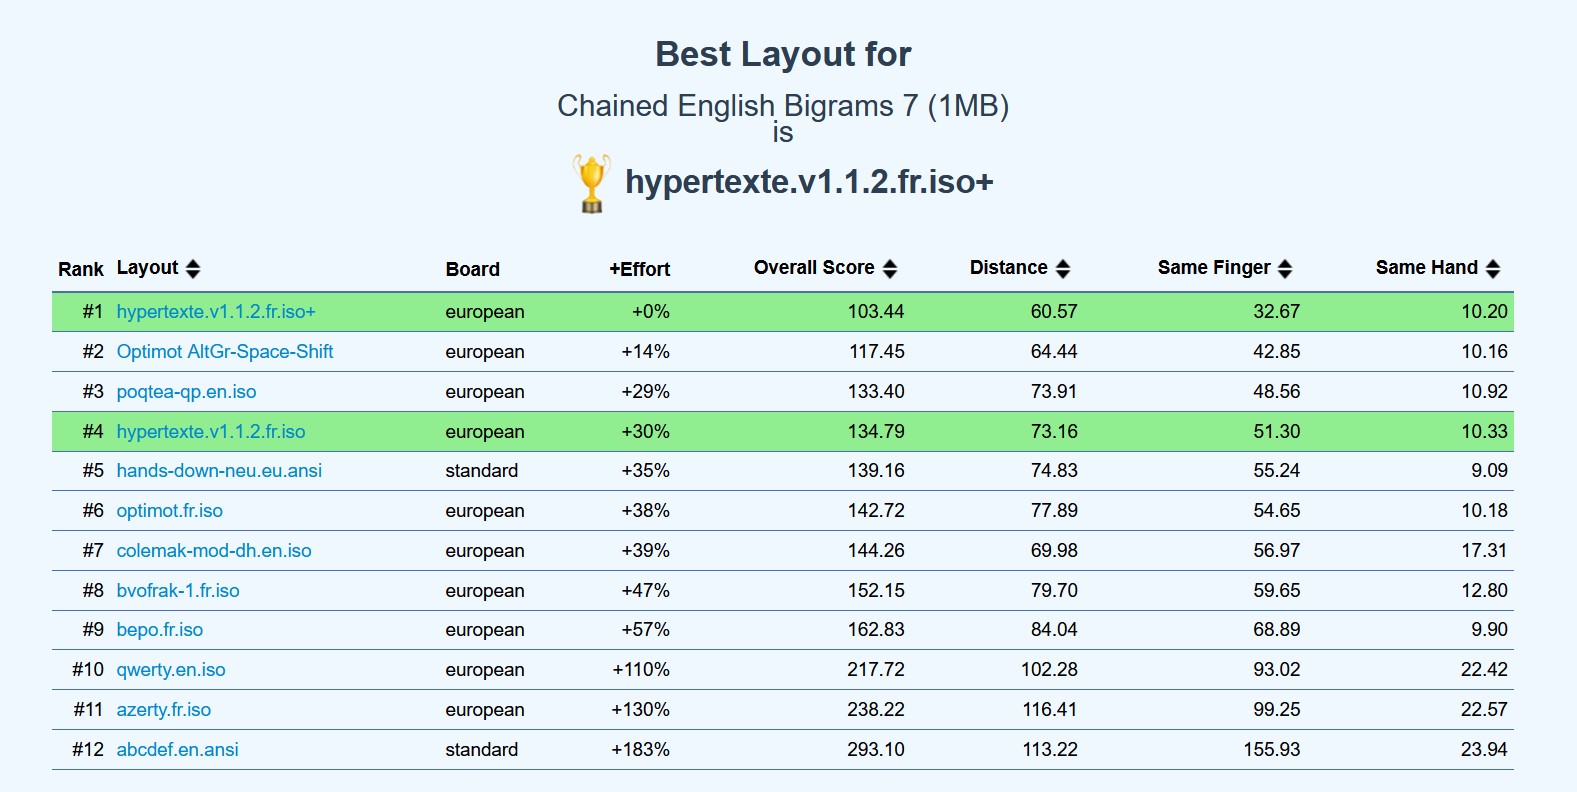 Best Layout for
Chained English Bigrams 7 (1MB)
is
hypertexte.v1.1.2.fr.iso+
Rank Layout Board +Effort Overall Score Distance Same Finger Same Hand
#1 hypertexte.v1.1.2.fr.iso+ european +0% 103.44 60.57 32.67 10.20
#2 Optimot AltGr-Space-Shift european +14% 117.45 64.44 42.85 10.16
#3 poqtea-qp.en.iso european +29% 133.40 73.91 48.56 10.92
#4 hypertexte.v1.1.2.fr.iso european +30% 134.79 73.16 51.30 10.33
#5 hands-down-neu.eu.ansi standard +35% 139.16 74.83 55.24 9.09
#6 optimot.fr.iso european +38% 142.72 77.89 54.65 10.18
#7 colemak-mod-dh.en.iso european +39% 144.26 69.98 56.97 17.31
#8 bvofrak-1.fr.iso european +47% 152.15 79.70 59.65 12.80
#9 bepo.fr.iso european +57% 162.83 84.04 68.89 9.90
#10 qwerty.en.iso european +110% 217.72 102.28 93.02 22.42
#11 azerty.fr.iso european +130% 238.22 116.41 99.25 22.57
#12 abcdef.en.ansi standard +183% 293.10 113.22 155.93 23.94